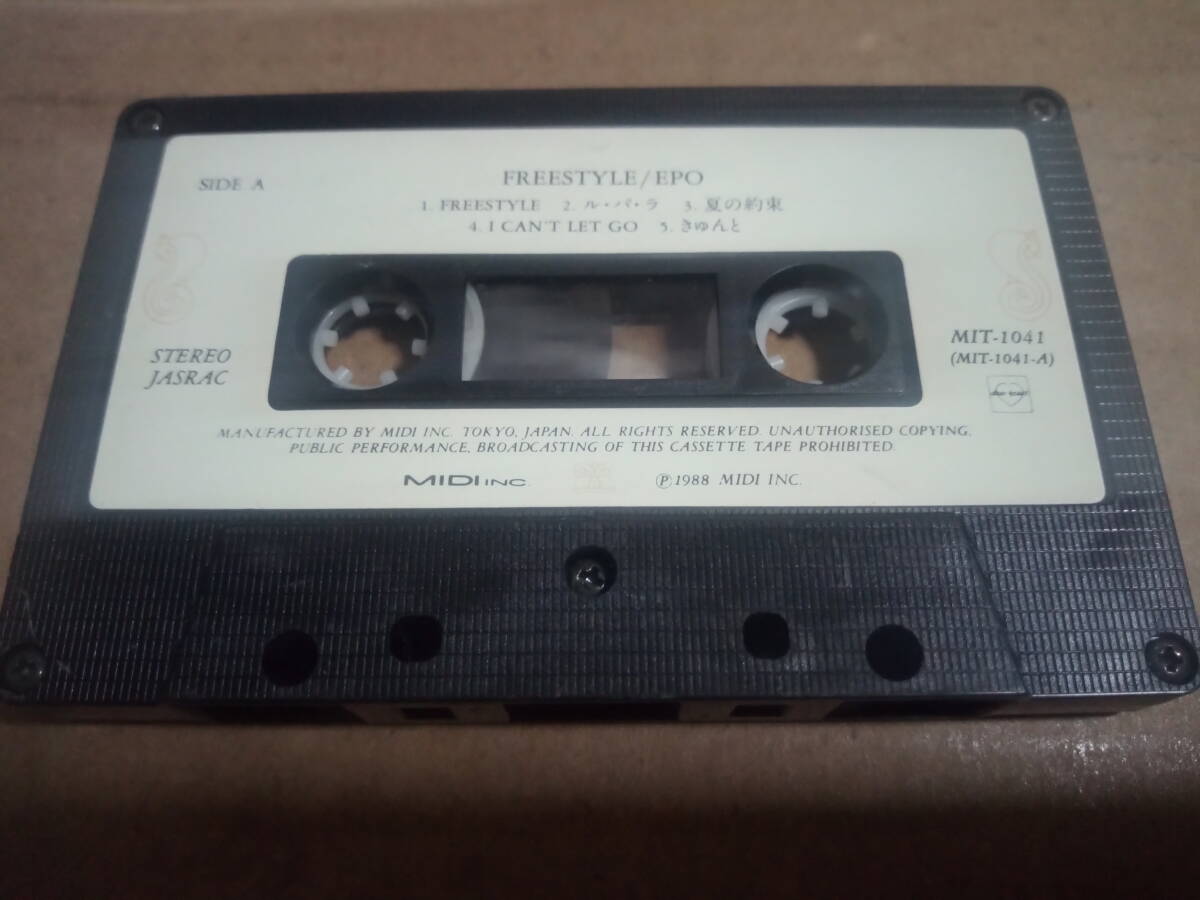 SIDE A
FREESTYLE/EPO
1. FREESTYLE 2. ル・パ・ラ 3. 夏の約束
4. I CAN'T LET GO 5. きゅんと
STEREO
JASRAC
MIT-1041
(MIT-1041-A)
MANUFACTURED BY MIDI INC. TOKYO, JAPAN. ALL RIGHTS RESERVED. UNAUTHORISED COPYING,
PUBLIC PERFORMANCE, BROADCASTING OF THIS CASSETTE TAPE PROHIBITED
MIDI INC.
Ⓟ1988 MIDI INC.